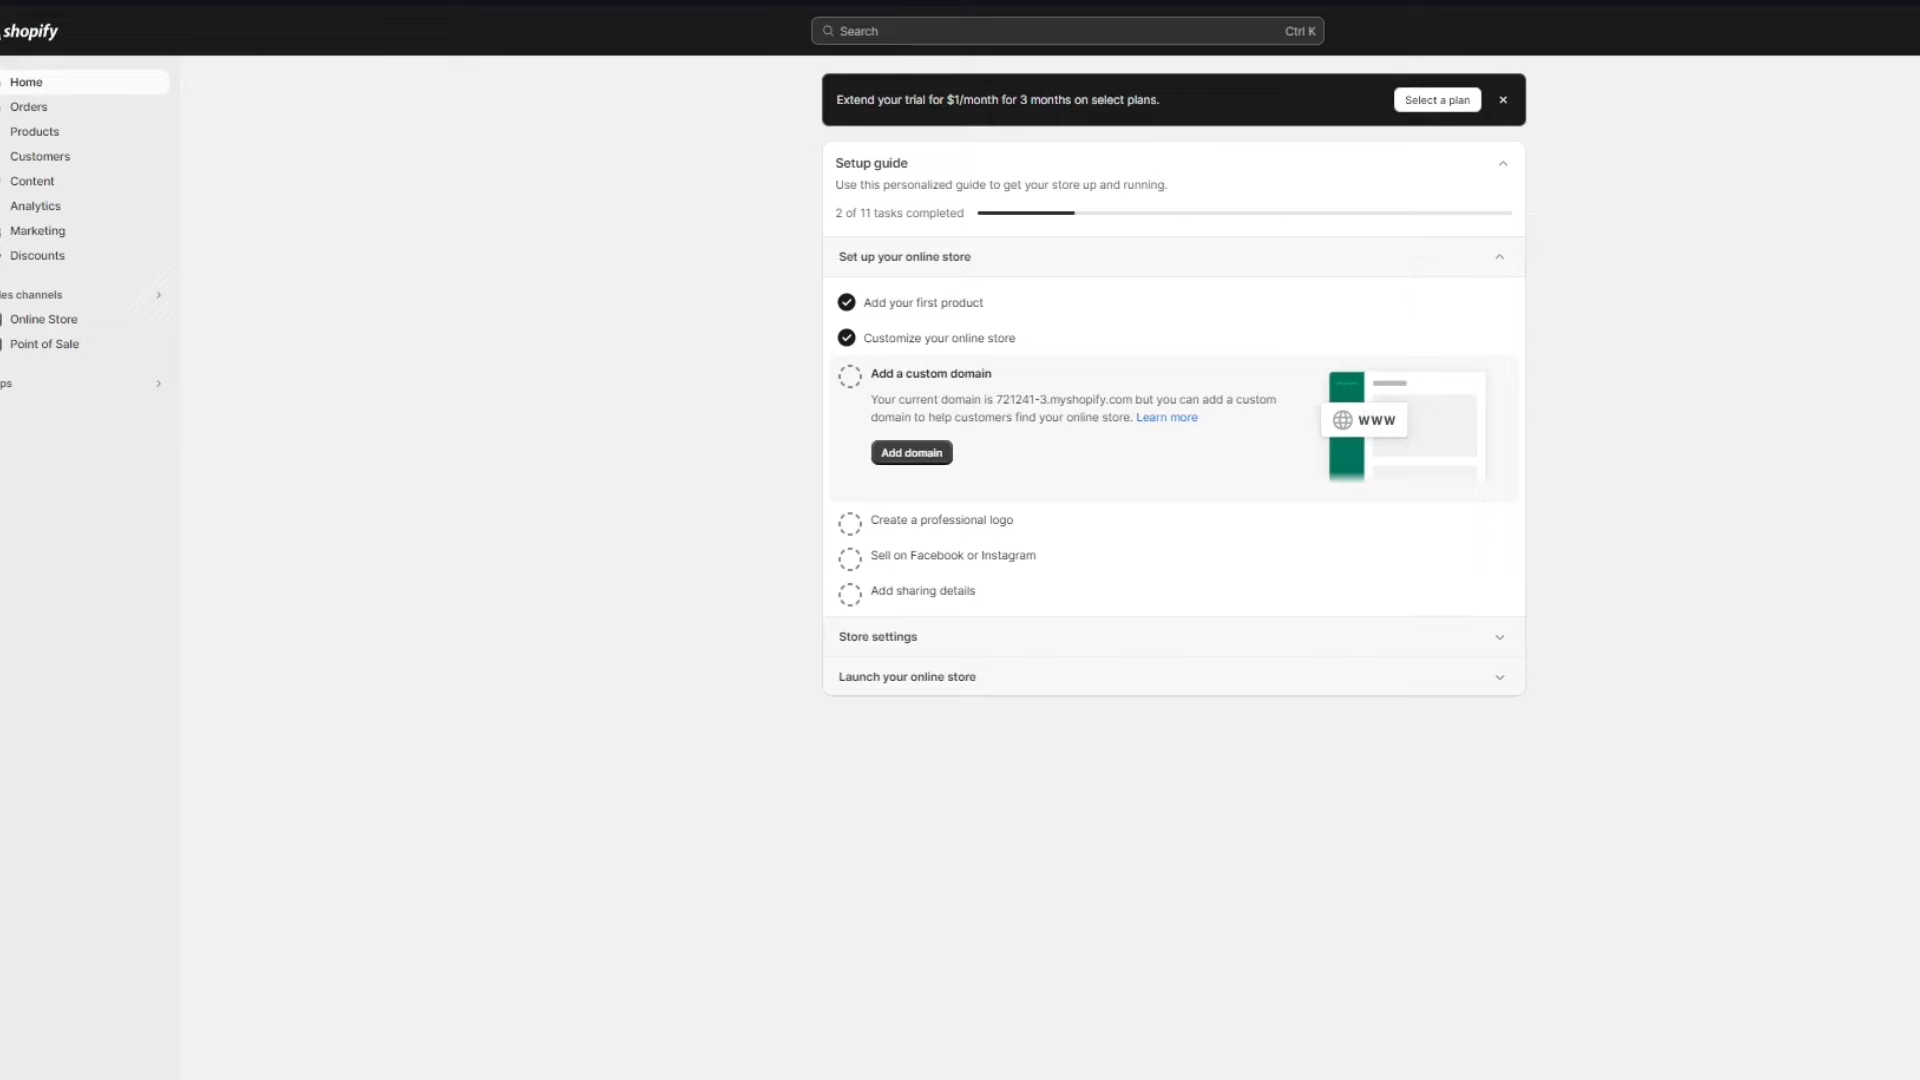 shopify
Search
Ctrl K
Home
Orders
Products
Customers
Content
Analytics
Marketing
Discounts
les channels
Online Store
Point of Sale
ps
Extend your trial for $1/month for 3 months on select plans.
Select a plan
Setup guide
Use this personalized guide to get your store up and running.
2 of 11 tasks completed
Set up your online store
Add your first product
Customize your online store
Add a custom domain
Your current domain is 721241-3.myshopify.com but you can add a custom
domain to help customers find your online store. Learn more
Add domain
WWW
Create a professional logo
Sell on Facebook or Instagram
Add sharing details
Store settings
Launch your online store